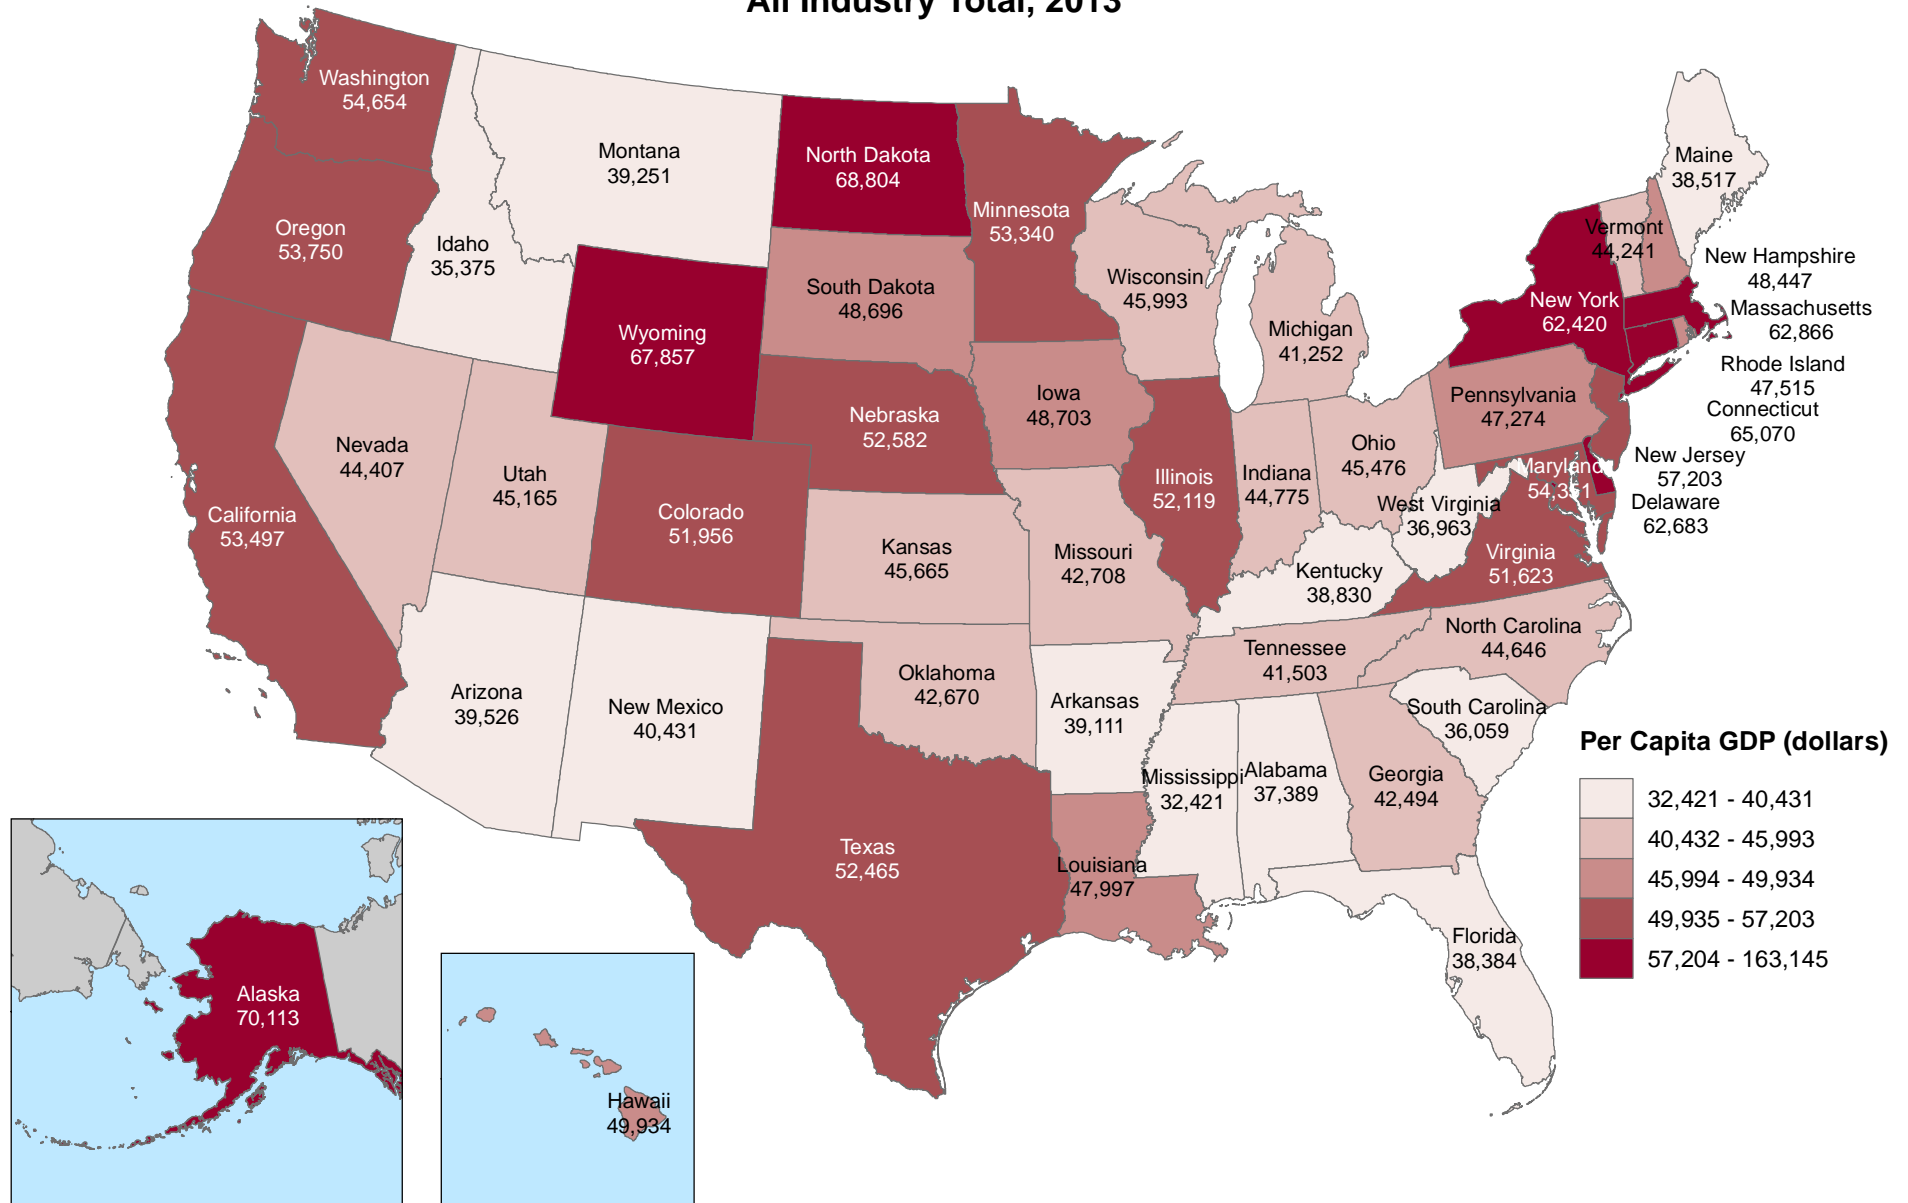 All Industry Total, 2013
Washington
54,654
Montana
39,251
North Dakota
68,804
Minnesota
53,340
Maine
38,517
Oregon
53,750
Idaho
35,375
Wyoming
67,857
South Dakota
48,696
Wisconsin
45,993
Michigan
41,252
Vermont
44,241
New Hampshire
48,447
New York
62,420
Massachusetts
62,866
Rhode Island
47,515
Connecticut
65,070
Nevada
44,407
Utah
45,165
Nebraska
52,582
Iowa
48,703
Pennsylvania
47,274
New Jersey
57,203
California
53,497
Colorado
51,956
Kansas
45,665
Missouri
42,708
Illinois
52,119
Indiana
44,775
Ohio
45,476
West Virginia
36,963
Maryland
54,351
Delaware
62,683
Virginia
51,623
Kentucky
38,830
North Carolina
44,646
Tennessee
41,503
Arizona
39,526
New Mexico
40,431
Oklahoma
42,670
Arkansas
39,111
South Carolina
36,059
Mississippi
32,421
Alabama
37,389
Georgia
42,494
Texas
52,465
Louisiana
47,997
Florida
38,384
Alaska
70,113
Hawaii
49,934
Per Capita GDP (dollars)
32,421 - 40,431
40,432 - 45,993
45,994 - 49,934
49,935 - 57,203
57,204 - 163,145